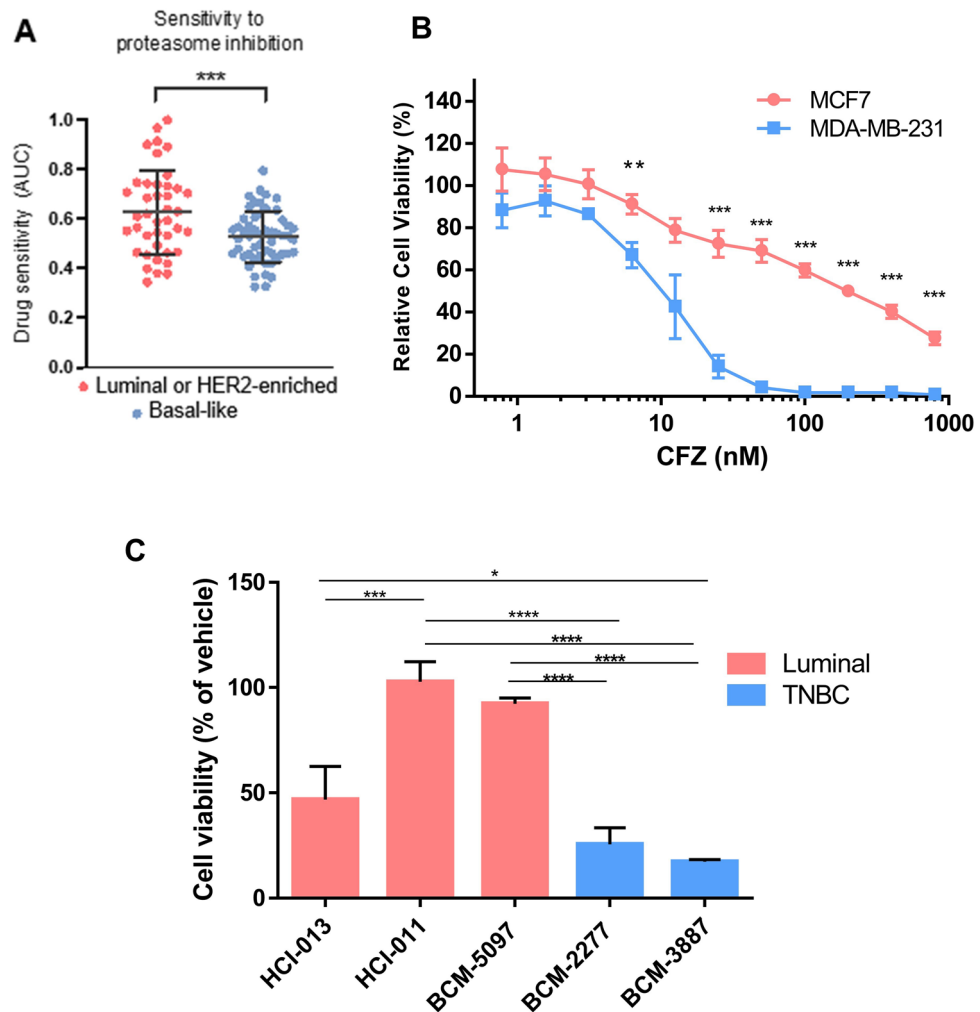 A
Sensitivity to
proteasome inhibition
***
Drug sensitivity (AUC)
1.0
0.8
0.6
0.4
0.2
0.0
Luminal or HER2-enriched
Basal-like
B
Relative Cell Viability (%)
140
120
100
80
60
40
20
0
MCF7
MDA-MB-231
**
***
***
***
***
***
***
1
10
100
1000
CFZ (nM)
C
Cell viability (% of vehicle)
150
100
50
0
*
***
****
****
****
****
Luminal
TNBC
HCI-013
HCI-011
BCM-5097
BCM-2277
BCM-3887